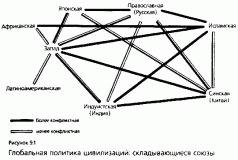 Японская
Православная
(Русская)
Африканская
Исламская
Запад
Латиноамериканская
Синская
(Китай)
Индуистская
(Индия)
более конфликтная
менее конфликтная
Рисунок 9.1
Глобальная политика цивилизаций: складывающиеся союзы